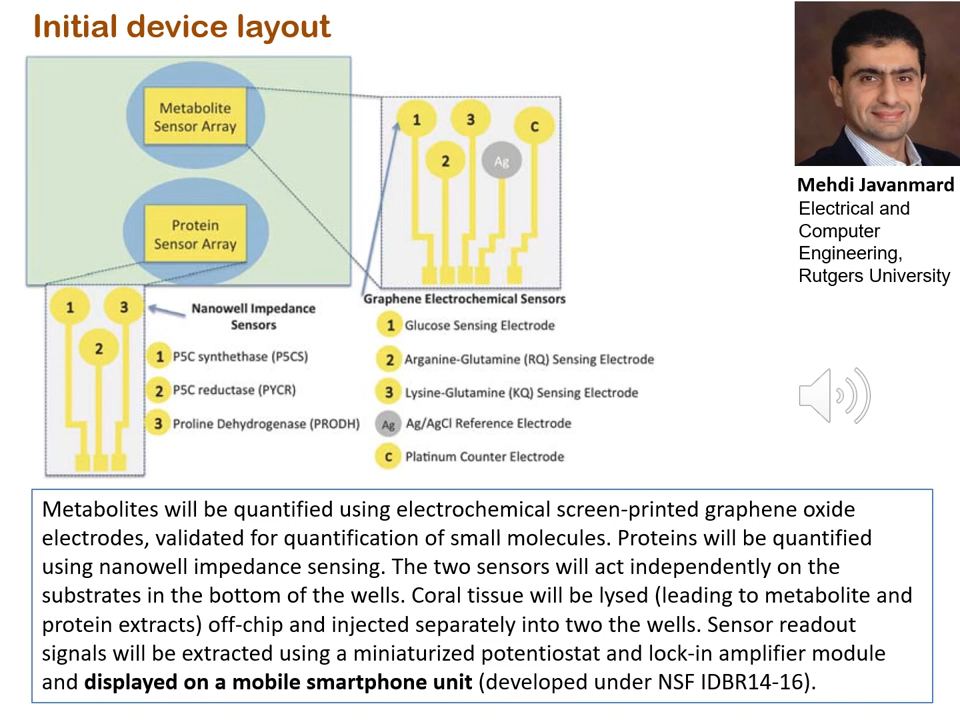 Initial device layout
Metabolite
Sensor Array
Protein
Sensor Array
1
3
C
2
Ag
Mehdi Javanmard
Electrical and
Computer
Engineering,
Rutgers University
1
3
2
Nanowell Impedance
Sensors
1 P5C synthethase (P5CS)
2 P5C reductase (PYCR)
3 Proline Dehydrogenase (PRODH)
Graphene Electrochemical Sensors
1 Glucose Sensing Electrode
2 Arganine-Glutamine (RQ) Sensing Electrode
3 Lysine-Glutamine (KQ) Sensing Electrode
Ag Ag/AgCl Reference Electrode
C Platinum Counter Electrode
Metabolites will be quantified using electrochemical screen-printed graphene oxide
electrodes, validated for quantification of small molecules. Proteins will be quantified
using nanowell impedance sensing. The two sensors will act independently on the
substrates in the bottom of the wells. Coral tissue will be lysed (leading to metabolite and
protein extracts) off-chip and injected separately into two the wells. Sensor readout
signals will be extracted using a miniaturized potentiostat and lock-in amplifier module
and displayed on a mobile smartphone unit (developed under NSF IDBR14-16).